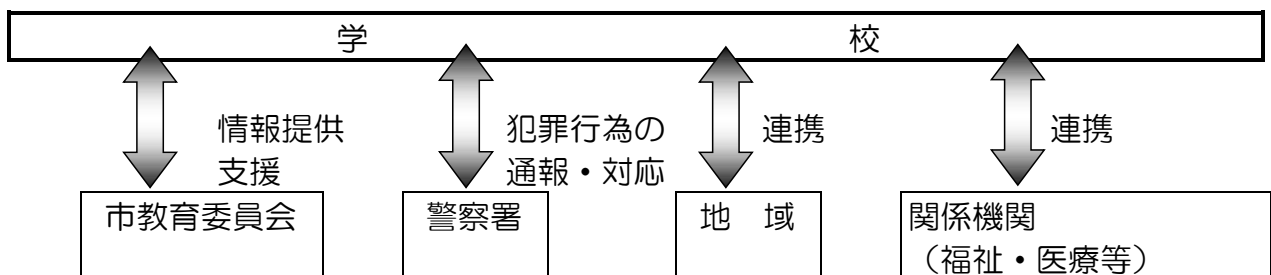 学　　　　　校
情報提供
支援
犯罪行為の
通報・対応
連携
連携
市教育委員会
警察署
地　域
関係機関
（福祉・医療等）